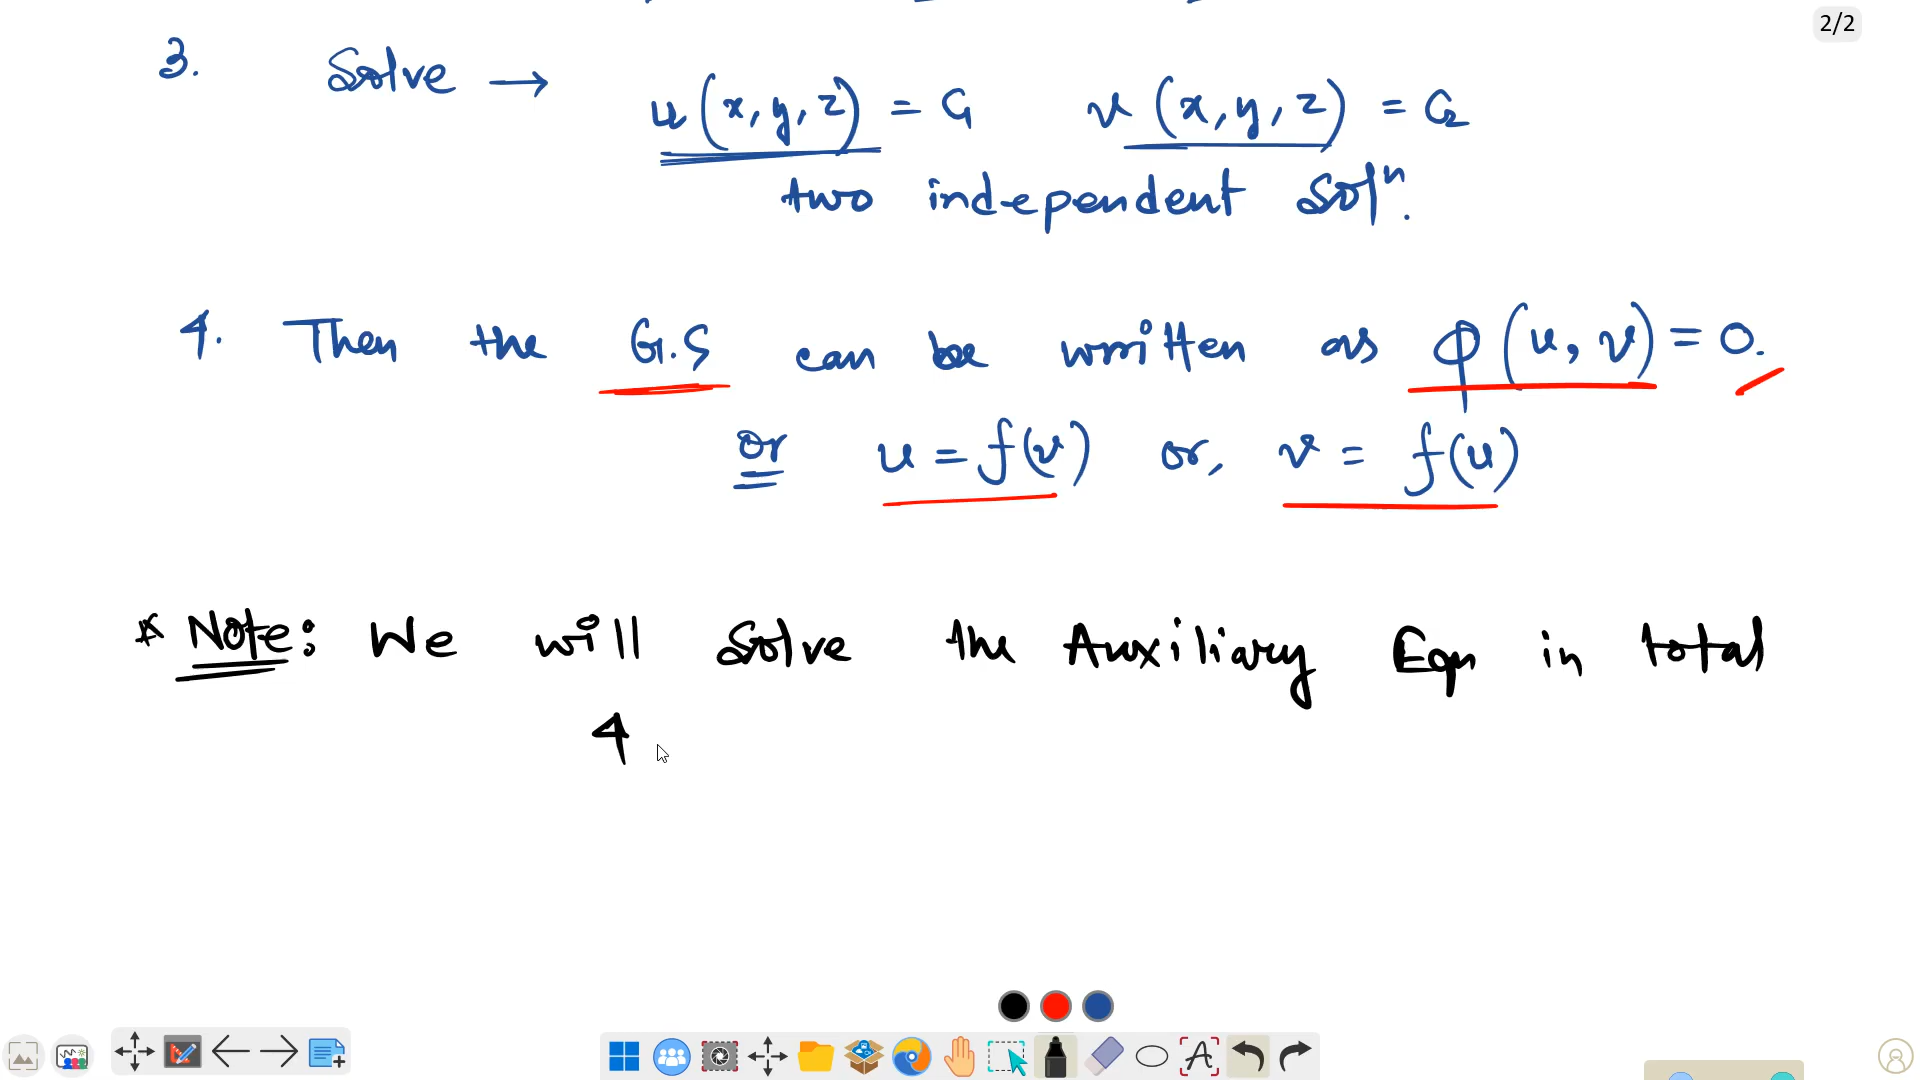 2/2
3. Solve → u(x, y, z) = C₁ v(x, y, z) = C₂
two independent Solⁿ.
4. Then the G.S can be written as φ(u, v) = 0.
or u = f(v) or, v = f(u)
* Note: We will Solve the Auxiliary Eqn in total
4